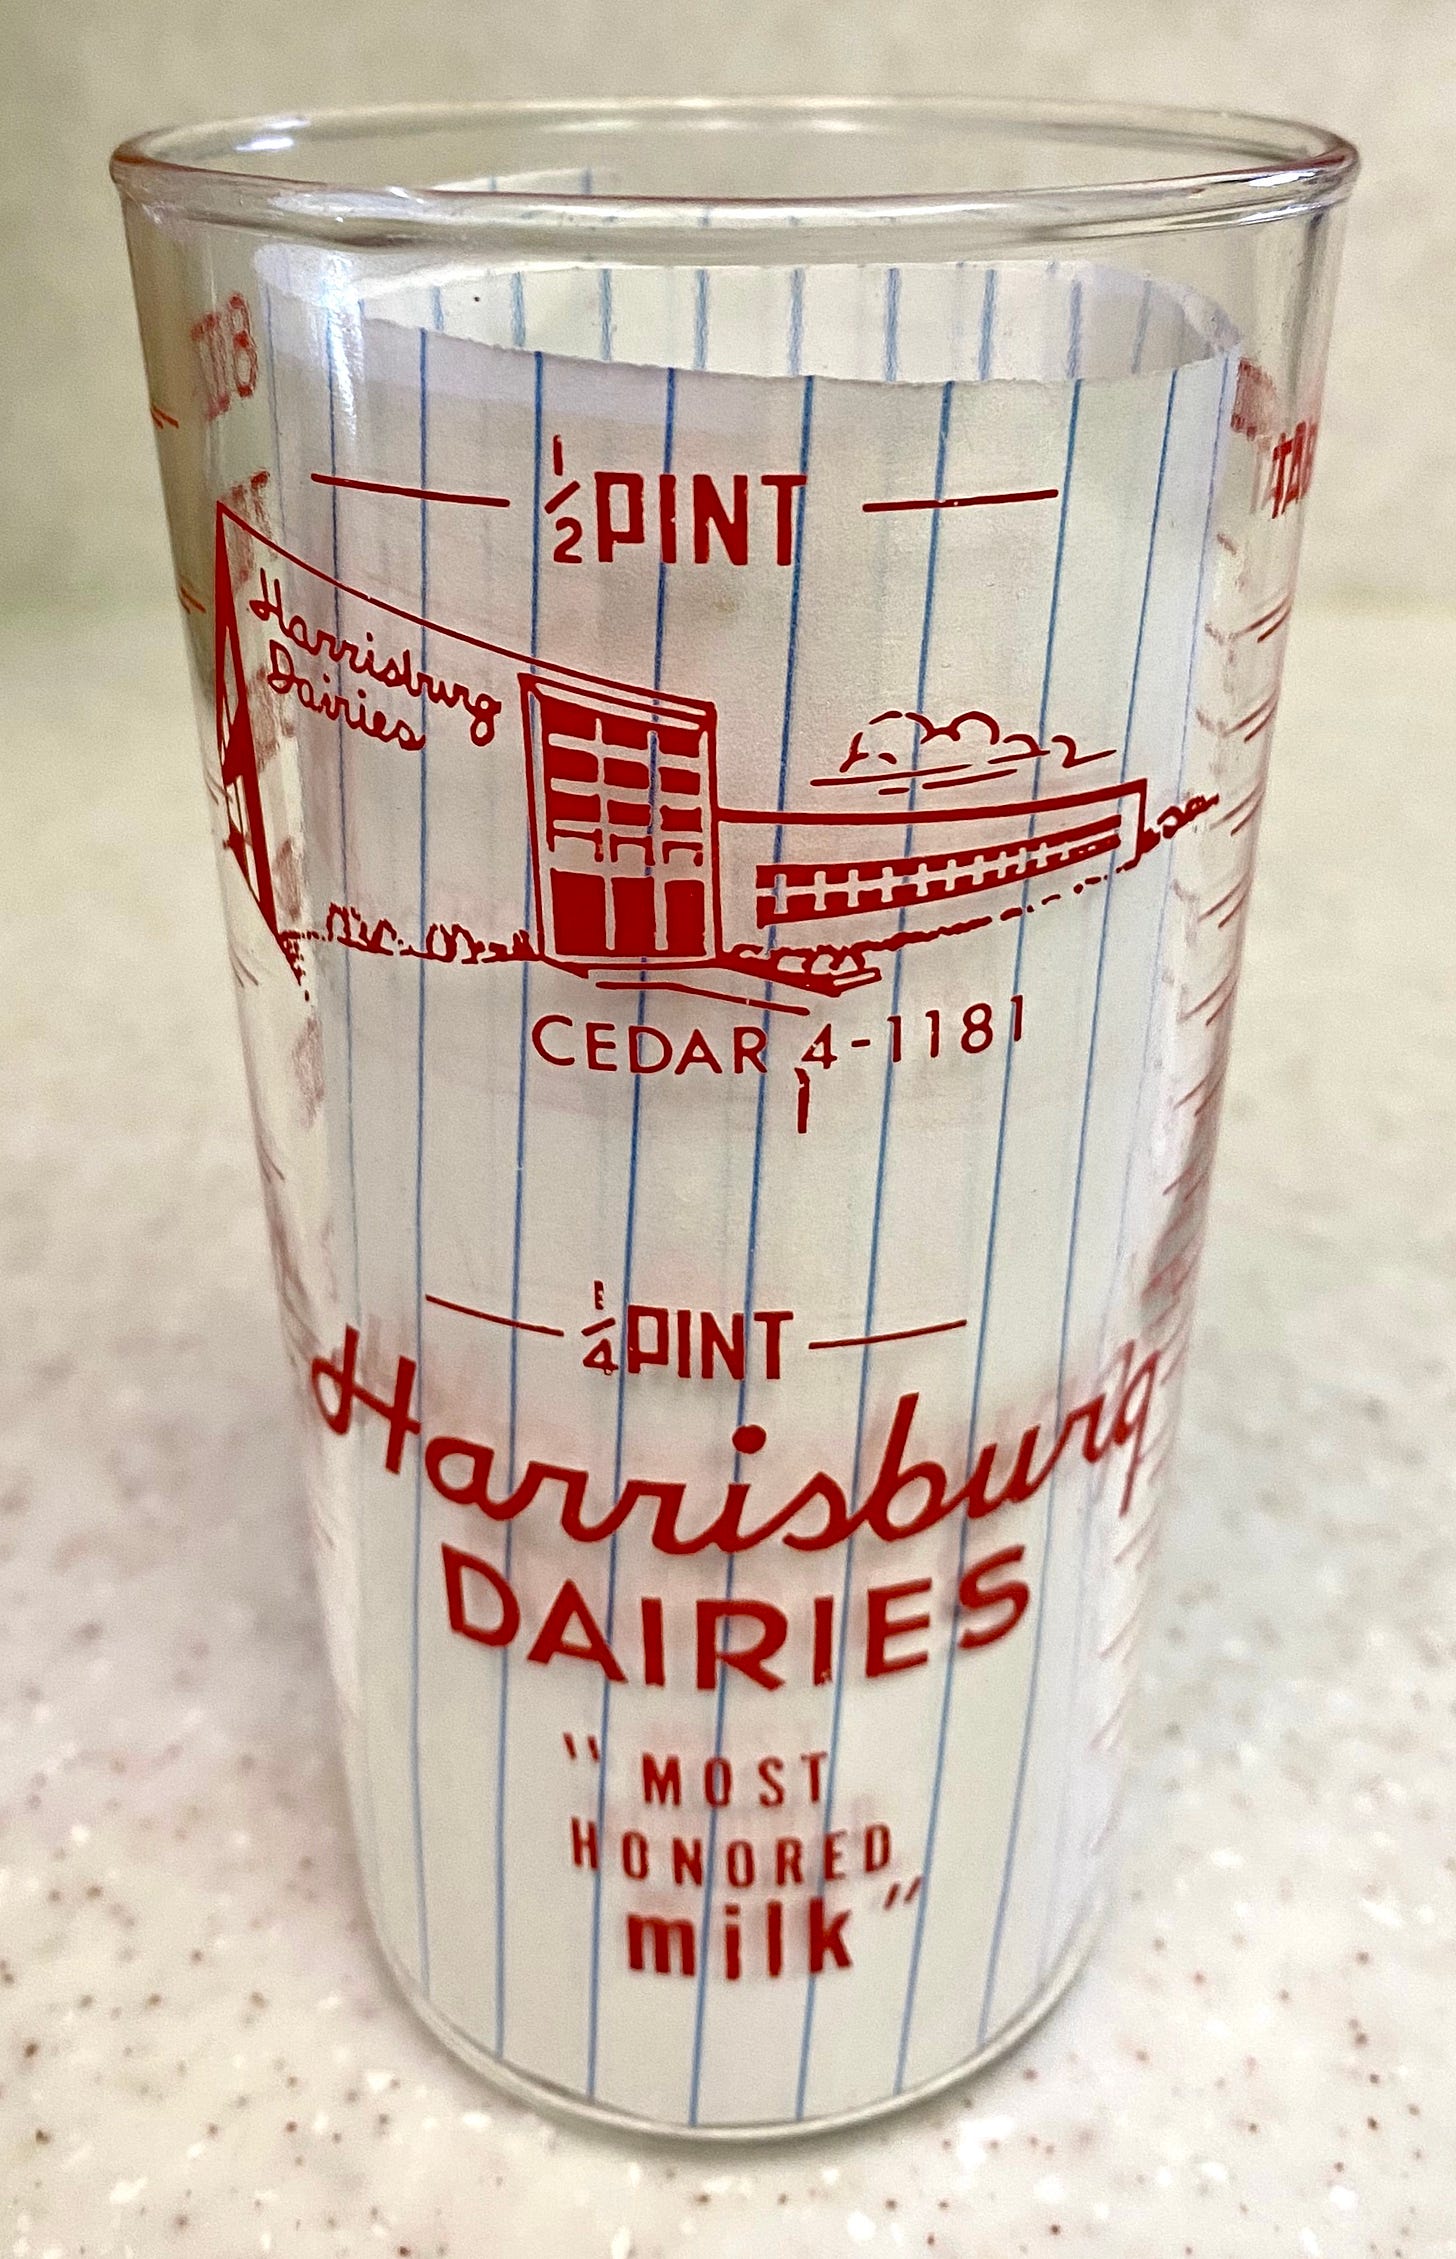 1/2 PINT
Harrisburg
Dairies
CEDAR 4-1181
1/4 PINT
Harrisburg
DAIRIES
"MOST
HONORED
milk"